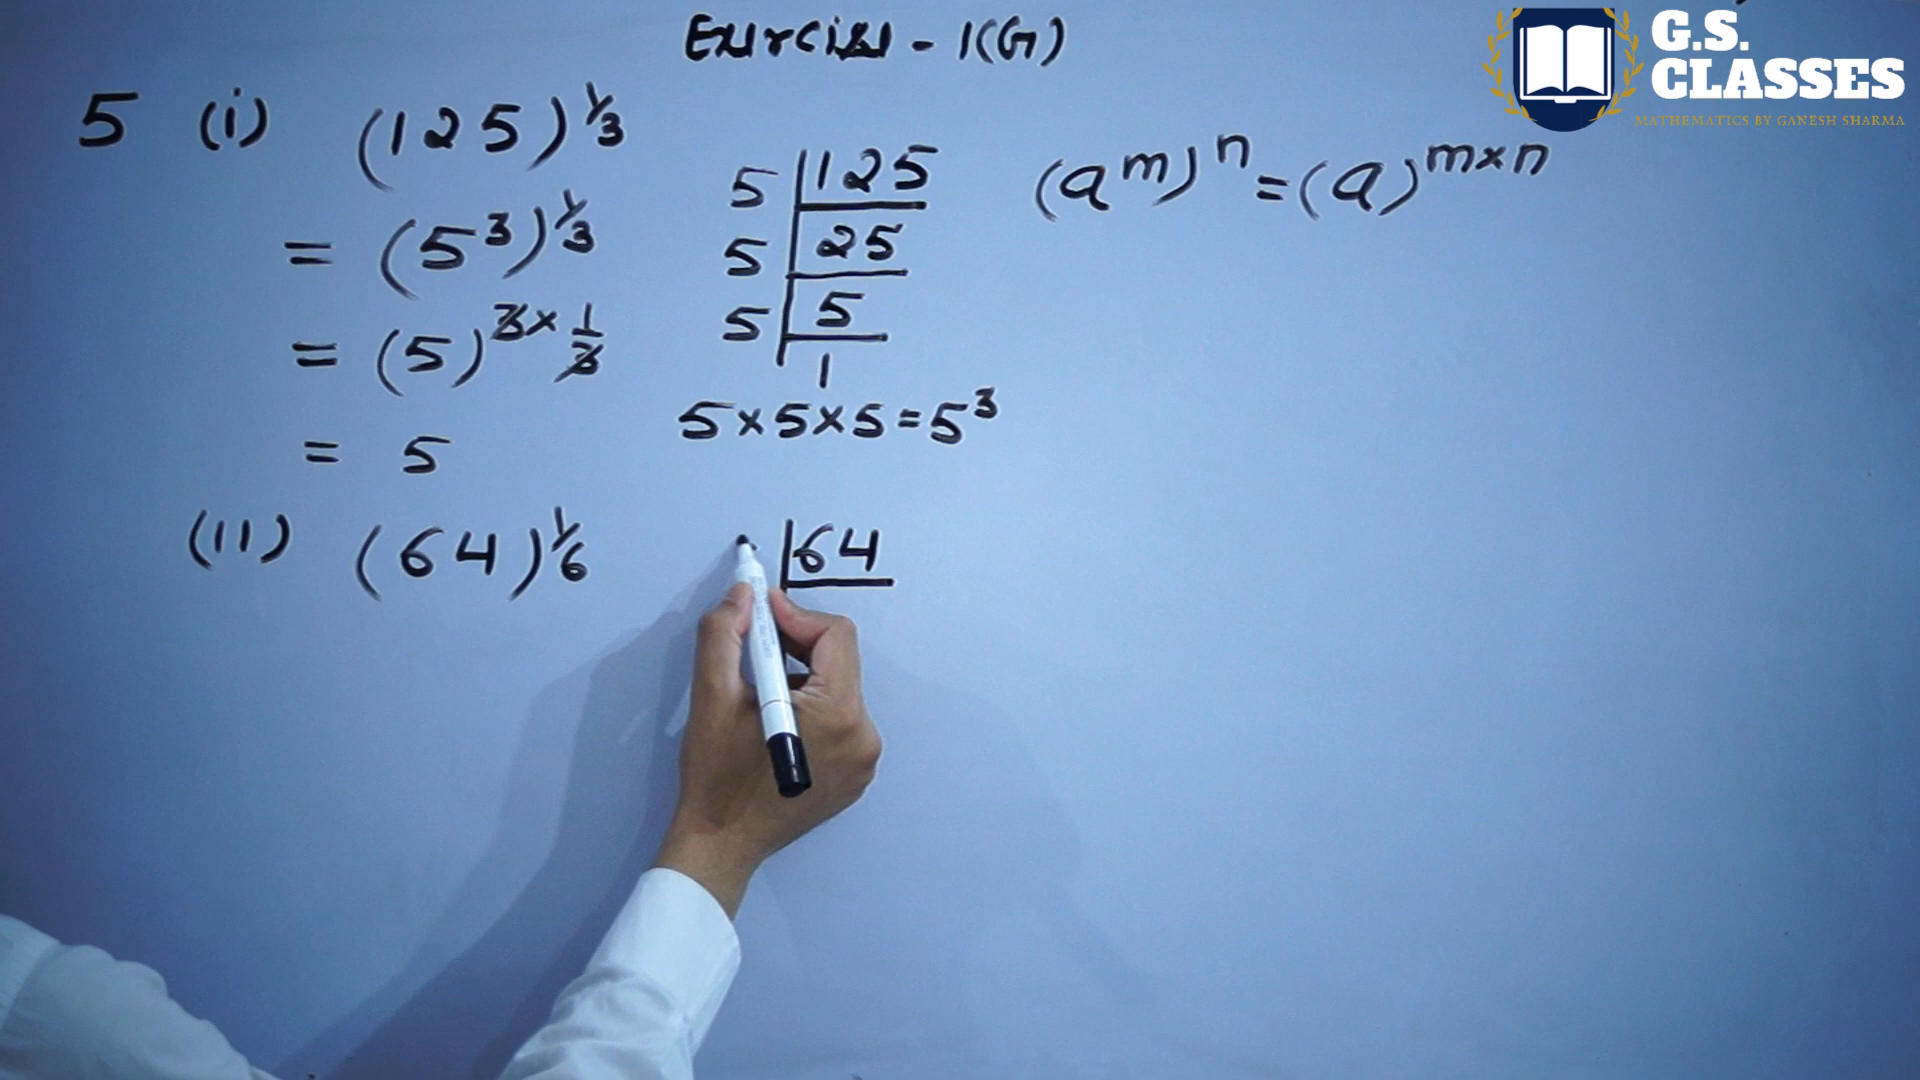 Exercise - 1(G)
G.S.
CLASSES
MATHEMATICS BY GANESH SHARMA
5 (i) (125)^1/3
= (5^3)^1/3
= (5)^3×1/3
= 5
5 | 125
5 | 25
5 | 5
1
5×5×5=5^3
(a^m)^n=(a)^m×n
(11) (64)^1/6
64